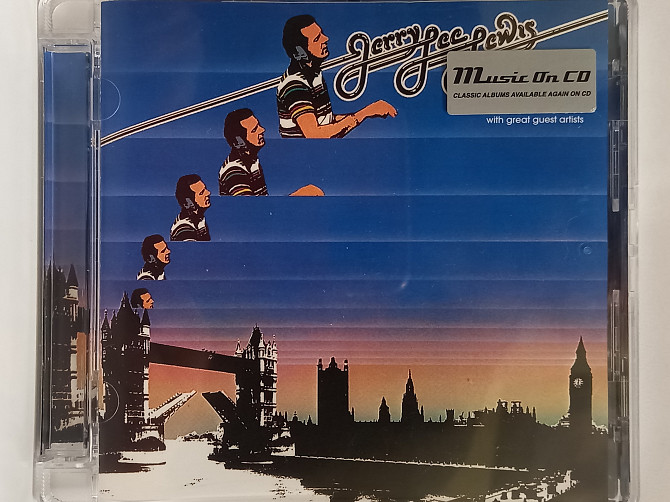 Jerry Lee Lewis
Music On CD
CLASSIC ALBUMS AVAILABLE AGAIN ON CD
with great guest artists